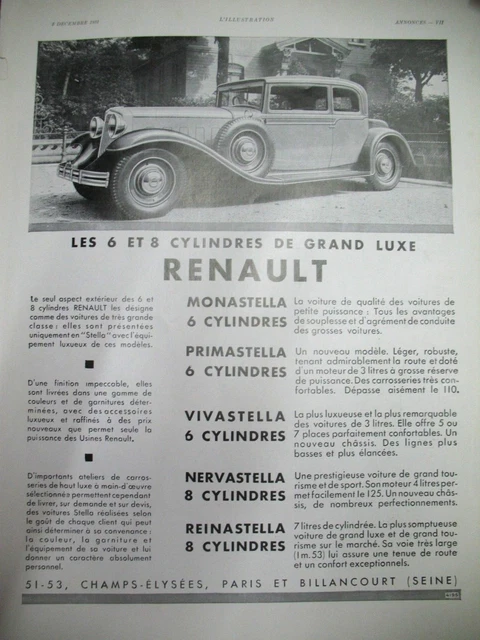 DECEMBRE
L'ILLUSTRATION
ANNONCES — VII
LES 6 ET 8 CYLINDRES DE GRAND LUXE
RENAULT
Le seul aspect extérieur des 6 et
8 cylindres RENAULT les désigne
comme des voitures de très grande
classe : elles sont présentées
uniquement en "Stella" avec l'équi-
pement luxueux de ces modèles.
D'une finition impeccable, elles
sont livrées dans une gamme de
couleurs et de garnitures déter-
minées, avec des accessoires
luxueux et raffinés à des prix
nouveaux que permet seule la
puissance des Usines Renault.
D'importants ateliers de carros-
series de haut luxe à main-d'œuvre
sélectionnée permettent cependant
de livrer, sur demande et sur devis,
des voitures Stella réalisées selon
le goût de chaque client qui peut
ainsi déterminer à sa convenance :
la couleur, la garniture et
l'équipement de sa voiture et lui
donner un caractère absolument
personnel.
MONASTELLA
6 CYLINDRES
La voiture de qualité des voitures de
petite puissance : Tous les avantages
de souplesse et d'agrément de conduite
des grosses voitures.
PRIMASTELLA
6 CYLINDRES
Un nouveau modèle. Léger, robuste,
tenant admirablement la route et doté
d'un moteur de 3 litres à grosse réserve
de puissance. Des carrosseries très con-
fortables. Dépasse aisément le 110.
VIVASTELLA
6 CYLINDRES
La plus luxueuse et la plus remarquable
des voitures de 3 litres. Elle offre 5 ou
7 places parfaitement confortables. Un
nouveau châssis. Des lignes plus
basses et plus élancées.
NERVASTELLA
8 CYLINDRES
Une prestigieuse voiture de grand tou-
risme et de sport. Son moteur 4 litres per-
met facilement le 125. Un nouveau châs-
sis, de nombreux perfectionnements.
REINASTELLA
8 CYLINDRES
7 litres de cylindrée. La plus somptueuse
voiture de grand luxe et de grand tou-
risme sur le marché. Sa voie très large
(1 m. 53) lui assure une tenue de route
et un confort exceptionnels.
51-53, CHAMPS-ÉLYSÉES, PARIS ET BILLANCOURT (SEINE)